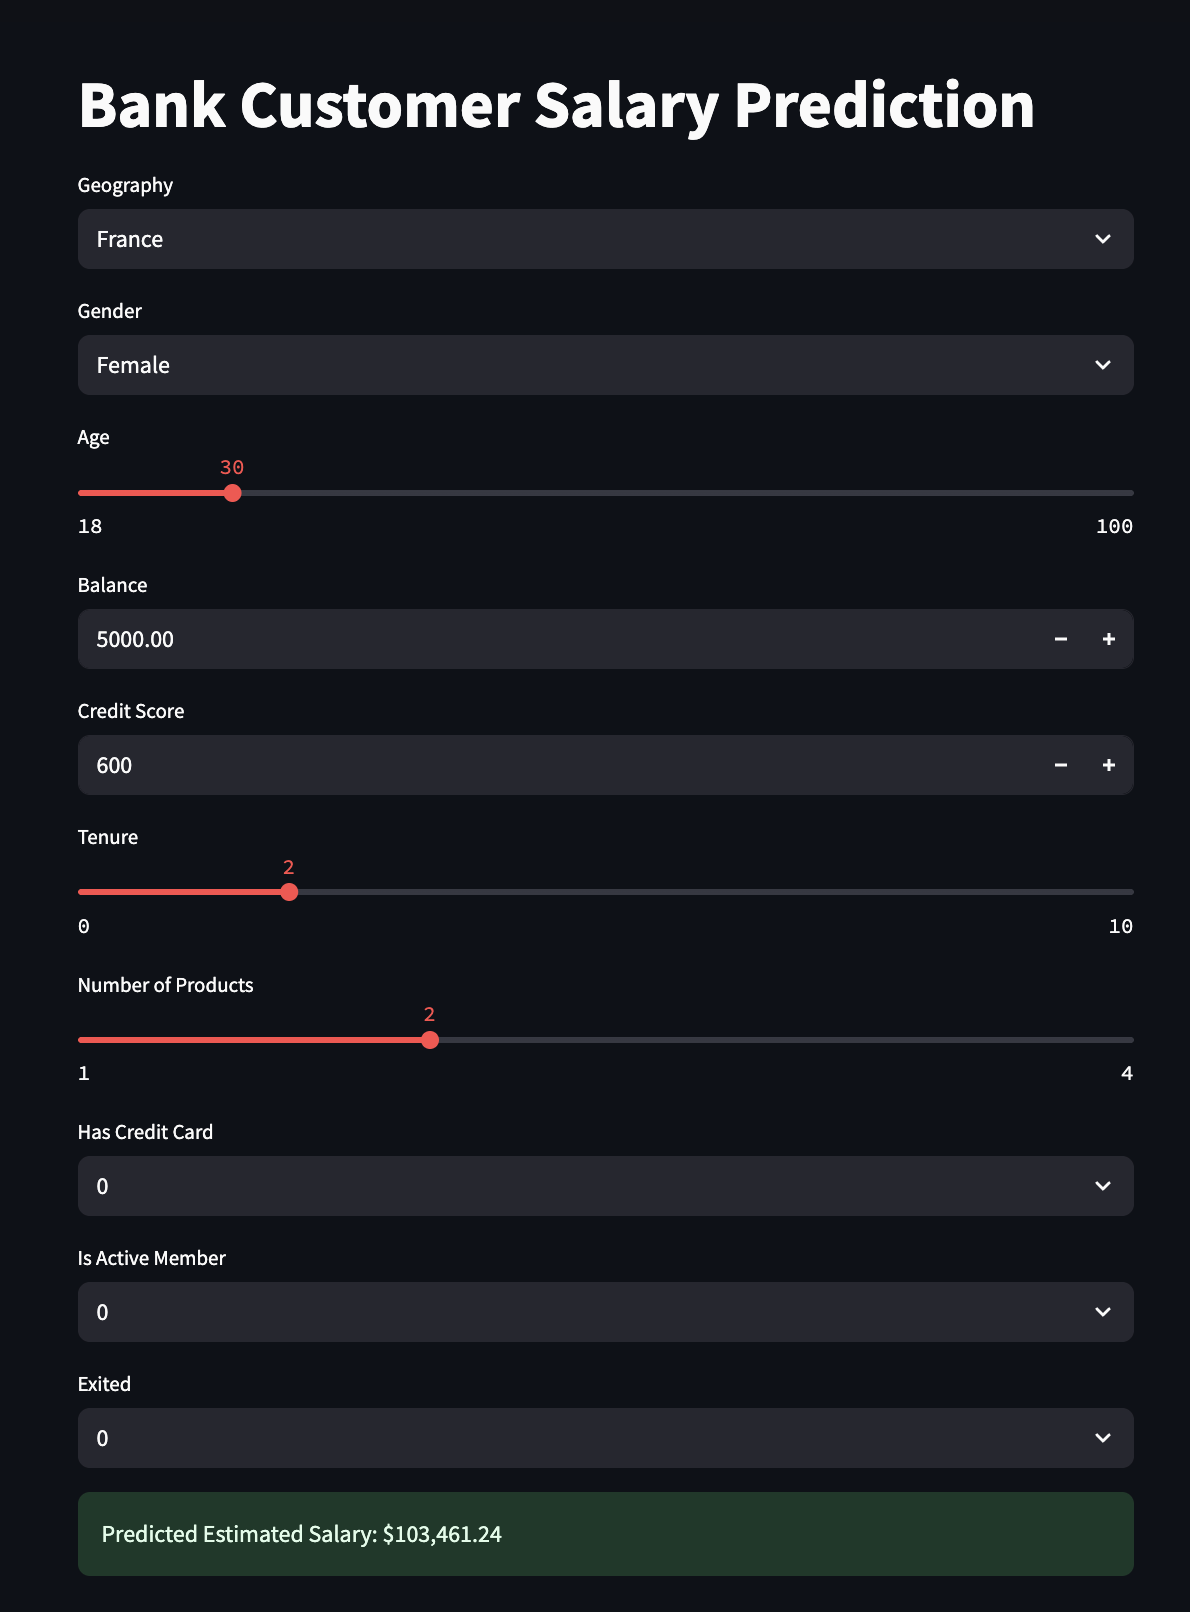 Bank Customer Salary Prediction
Geography
France
Gender
Female
Age
30
18 100
Balance
5000.00 − +
Credit Score
600 − +
Tenure
2
0 10
Number of Products
2
1 4
Has Credit Card
0
Is Active Member
0
Exited
0
Predicted Estimated Salary: $103,461.24